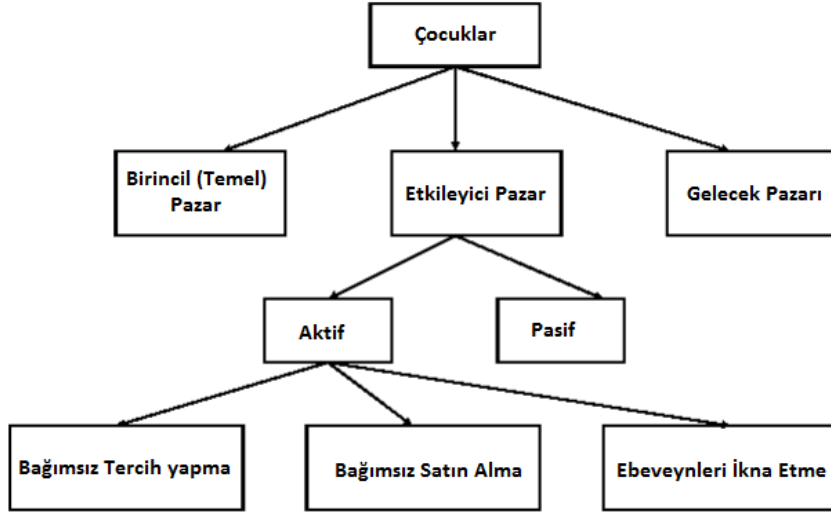 Çocuklar
Birincil (Temel)
Pazar
Etkileyici Pazar
Gelecek Pazarı
Aktif
Pasif
Bağımsız Tercih yapma
Bağımsız Satın Alma
Ebeveynleri İkna Etme